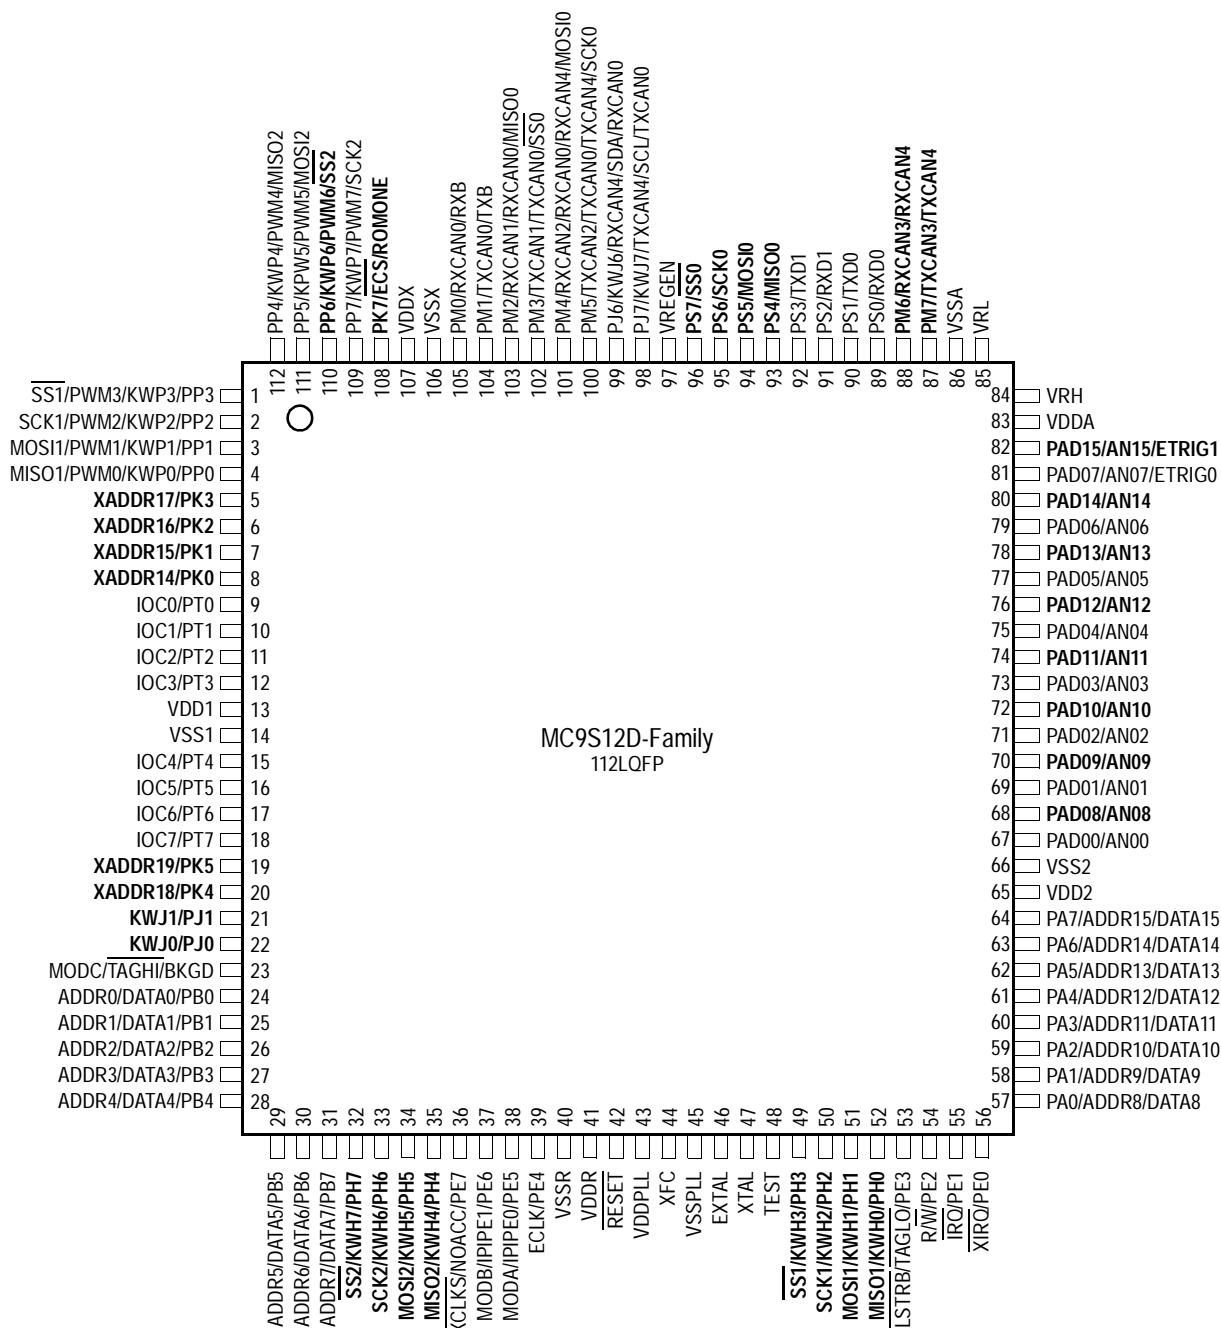 PP4/KWP4/PWM4/MISO2
PP5/KPW5/PWM5/MOSI2
PP6/KWP6/PWM6/SS2
PP7/KWP7/PWM7/SCK2
PK7/ECS/ROMONE
VDDX
VSSX
PM0/RXCAN0/RXB
PM1/TXCAN0/TXB
PM2/RXCAN1/RXCAN0/MISO0
PM3/TXCAN1/TXCAN0/SS0
PM4/RXCAN2/RXCAN0/RXCAN4/MOSI0
PM5/TXCAN2/TXCAN0/TXCAN4/SCK0
PJ6/KWJ6/RXCAN4/SDA/RXCAN0
PJ7/KWJ7/TXCAN4/SCL/TXCAN0
VREGEN
PS7/SS0
PS6/SCK0
PS5/MOSI0
PS4/MISO0
PS3/TXD1
PS2/RXD1
PS1/TXD0
PS0/RXD0
PM6/RXCAN3/RXCAN4
PM7/TXCAN3/TXCAN4
VSSA
VRL
112
111
110
109
108
107
106
105
104
103
102
101
100
99
98
97
96
95
94
93
92
91
90
89
88
87
86
85
SS1/PWM3/KWP3/PP3 1
SCK1/PWM2/KWP2/PP2 2
MOSI1/PWM1/KWP1/PP1 3
MISO1/PWM0/KWP0/PP0 4
XADDR17/PK3 5
XADDR16/PK2 6
XADDR15/PK1 7
XADDR14/PK0 8
IOC0/PT0 9
IOC1/PT1 10
IOC2/PT2 11
IOC3/PT3 12
VDD1 13
VSS1 14
IOC4/PT4 15
IOC5/PT5 16
IOC6/PT6 17
IOC7/PT7 18
XADDR19/PK5 19
XADDR18/PK4 20
KWJ1/PJ1 21
KWJ0/PJ0 22
MODC/TAGHI/BKGD 23
ADDR0/DATA0/PB0 24
ADDR1/DATA1/PB1 25
ADDR2/DATA2/PB2 26
ADDR3/DATA3/PB3 27
ADDR4/DATA4/PB4 28
MC9S12D-Family
112LQFP
84 VRH
83 VDDA
82 PAD15/AN15/ETRIG1
81 PAD07/AN07/ETRIG0
80 PAD14/AN14
79 PAD06/AN06
78 PAD13/AN13
77 PAD05/AN05
76 PAD12/AN12
75 PAD04/AN04
74 PAD11/AN11
73 PAD03/AN03
72 PAD10/AN10
71 PAD02/AN02
70 PAD09/AN09
69 PAD01/AN01
68 PAD08/AN08
67 PAD00/AN00
66 VSS2
65 VDD2
64 PA7/ADDR15/DATA15
63 PA6/ADDR14/DATA14
62 PA5/ADDR13/DATA13
61 PA4/ADDR12/DATA12
60 PA3/ADDR11/DATA11
59 PA2/ADDR10/DATA10
58 PA1/ADDR9/DATA9
57 PA0/ADDR8/DATA8
29
30
31
32
33
34
35
36
37
38
39
40
41
42
43
44
45
46
47
48
49
50
51
52
53
54
55
56
ADDR5/DATA5/PB5
ADDR6/DATA6/PB6
ADDR7/DATA7/PB7
SS2/KWH7/PH7
SCK2/KWH6/PH6
MOSI2/KWH5/PH5
MISO2/KWH4/PH4
XCLKS/NOACC/PE7
MODB/IPIPE1/PE6
MODA/IPIPE0/PE5
ECLK/PE4
VSSR
VDDR
RESET
VDDPLL
XFC
VSSPLL
EXTAL
XTAL
TEST
SS1/KWH3/PH3
SCK1/KWH2/PH2
MOSI1/KWH1/PH1
MISO1/KWH0/PH0
LSTRB/TAGLO/PE3
R/W/PE2
IRQ/PE1
XIRQ/PE0